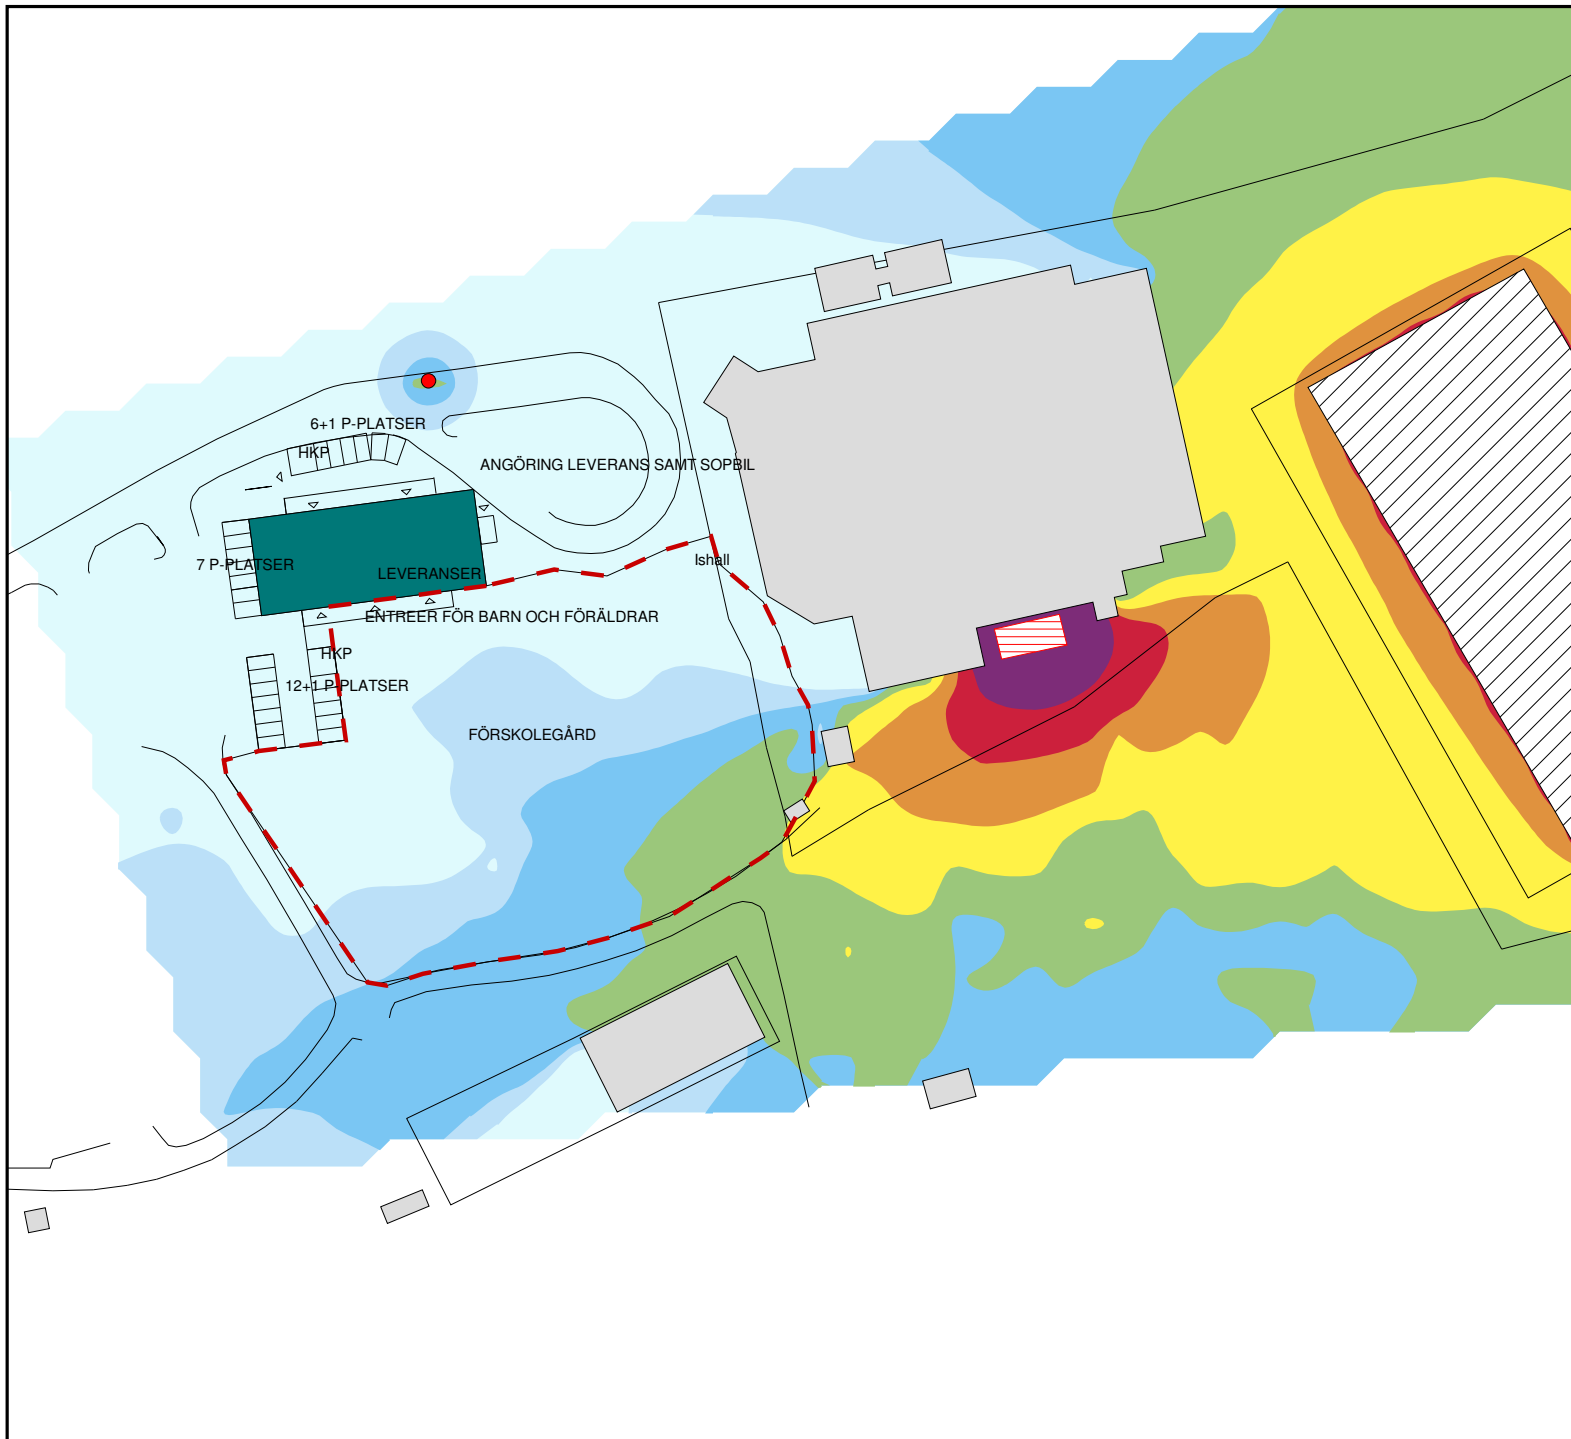 6+1 P-PLATSER
HKP
ANGÖRING LEVERANS SAMT SOPBIL
Ishall
7 P-PLATSER
LEVERANSER
ENTREER FÖR BARN OCH FÖRÄLDRAR
HKP
12+1 P-PLATSER
FÖRSKOLEGÅRD